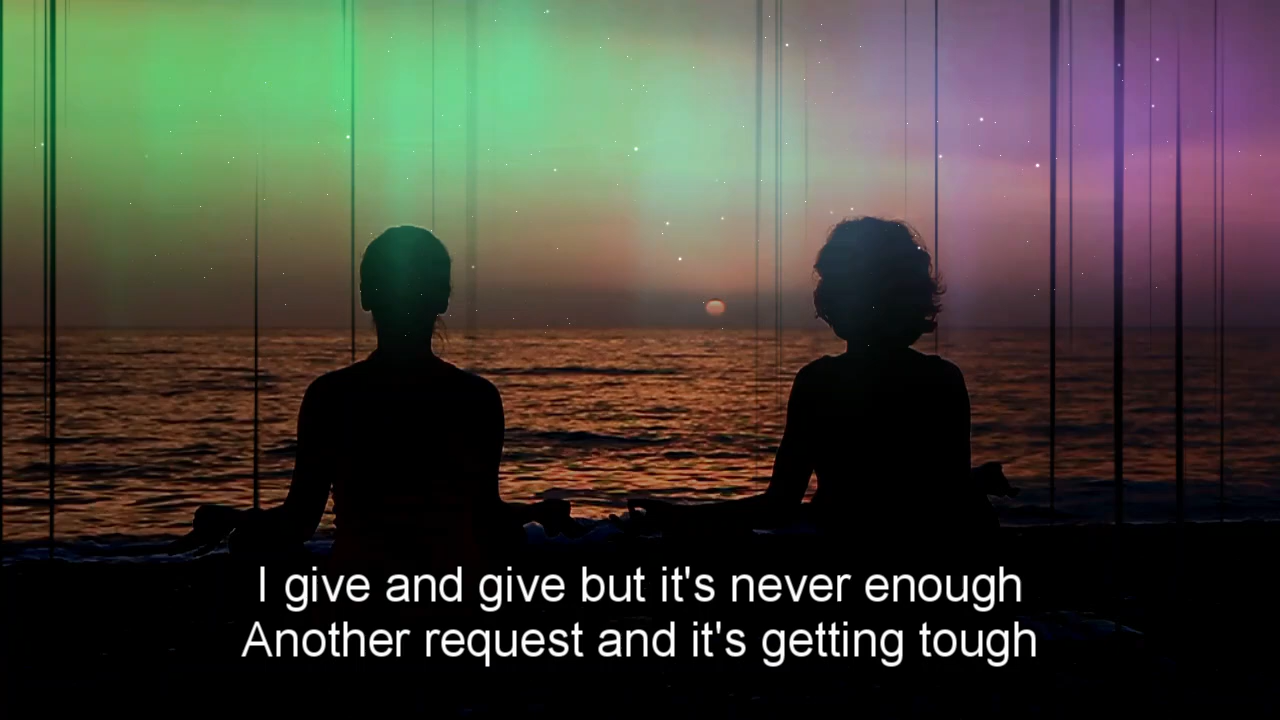 I give and give but it's never enough
Another request and it's getting tough